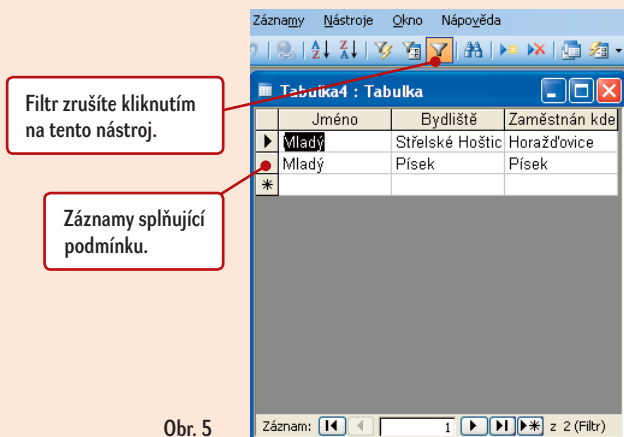 Záznamy Nástroje Okno Nápověda
Filtr zrušíte kliknutím
na tento nástroj.
Tabulka4 : Tabulka
Jméno Bydliště Zaměstnán kde
Mladý Střelské Hoštic Horažďovice
Mladý Písek Písek
Záznamy splňující
podmínku.
Obr. 5
Záznam: 1 z 2 (Filtr)